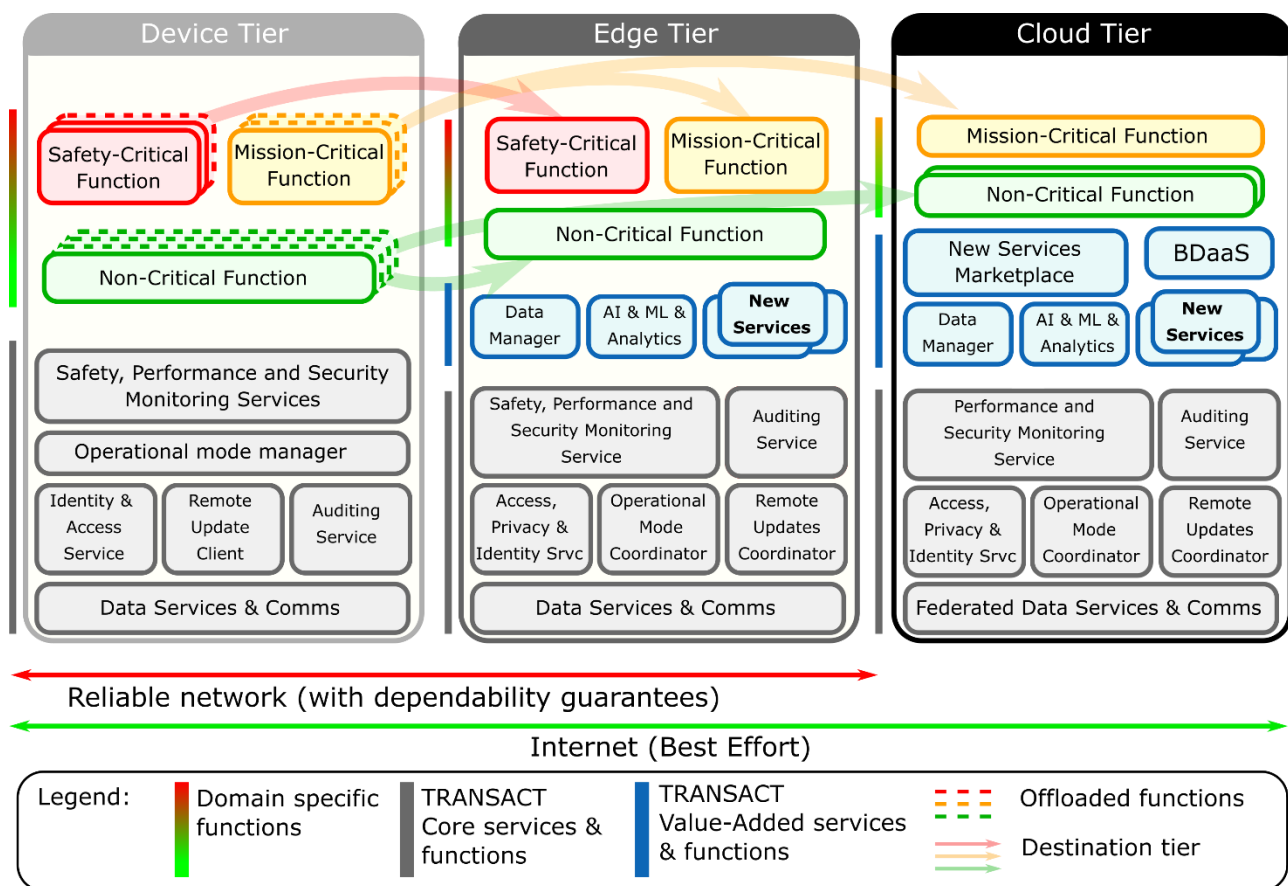 Device Tier
Safety-Critical
Function
Mission-Critical
Function
Non-Critical Function
Safety, Performance and Security
Monitoring Services
Operational mode manager
Identity &
Access
Service
Remote
Update
Client
Auditing
Service
Data Services & Comms
Edge Tier
Safety-Critical
Function
Mission-Critical
Function
Non-Critical Function
Data
Manager
AI & ML &
Analytics
New
Services
Safety, Performance and
Security Monitoring
Service
Auditing
Service
Access,
Privacy &
Identity Srvc
Operational
Mode
Coordinator
Remote
Updates
Coordinator
Data Services & Comms
Cloud Tier
Mission-Critical Function
Non-Critical Function
New Services
Marketplace
BDaaS
Data
Manager
AI & ML &
Analytics
New
Services
Performance and
Security Monitoring
Service
Auditing
Service
Access,
Privacy &
Identity Srvc
Operational
Mode
Coordinator
Remote
Updates
Coordinator
Federated Data Services & Comms
Reliable network (with dependability guarantees)
Internet (Best Effort)
Legend:
Domain specific
functions
TRANSACT
Core services &
functions
TRANSACT
Value-Added services
& functions
Offloaded functions
Destination tier